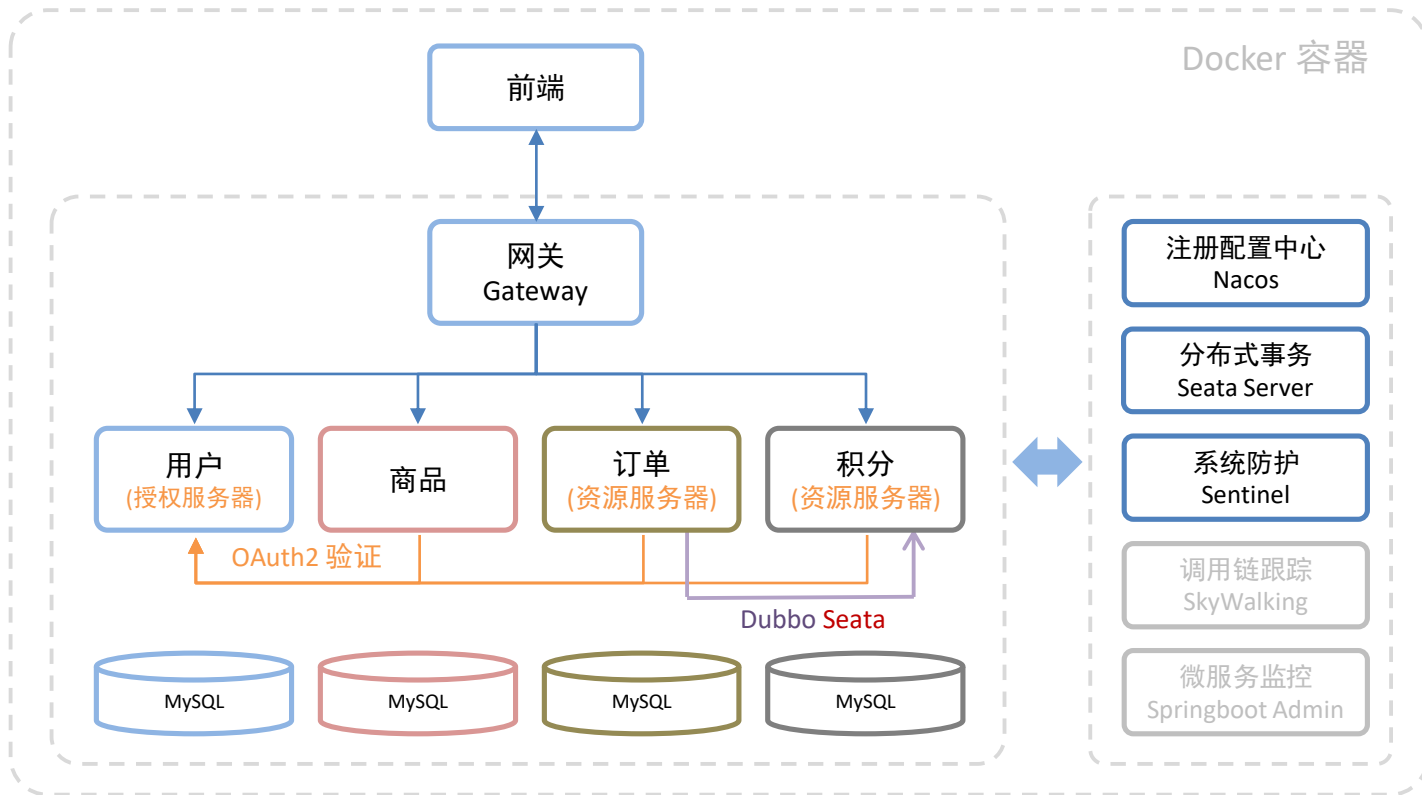 Docker 容器
前端
网关
Gateway
用户
(授权服务器)
商品
订单
(资源服务器)
积分
(资源服务器)
OAuth2 验证
Dubbo Seata
MySQL
MySQL
MySQL
MySQL
注册配置中心
Nacos
分布式事务
Seata Server
系统防护
Sentinel
调用链跟踪
SkyWalking
微服务监控
Springboot Admin